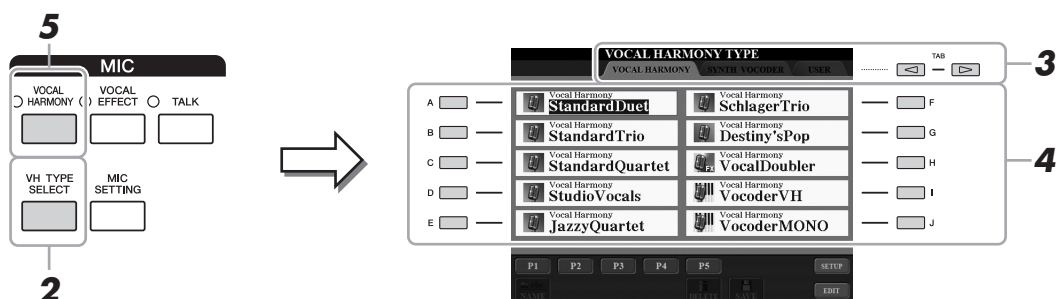 5
MIC
VOCAL HARMONY
VOCAL EFFECT
TALK
VH TYPE SELECT
MIC SETTING
2
VOCAL HARMONY TYPE
VOCAL HARMONY SYNTH VOCODER USER
TAB
3
A Vocal Harmony StandardDuet
Vocal Harmony SchlagerTrio F
B Vocal Harmony StandardTrio
Vocal Harmony Destiny'sPop G
C Vocal Harmony StandardQuartet
Vocal Harmony VocalDoubler H
4
D Vocal Harmony StudioVocals
Vocal Harmony VocoderVH I
E Vocal Harmony JazzyQuartet
Vocal Harmony VocoderMONO J
P1 P2 P3 P4 P5 SETUP
NAME DELETE SAVE EDIT